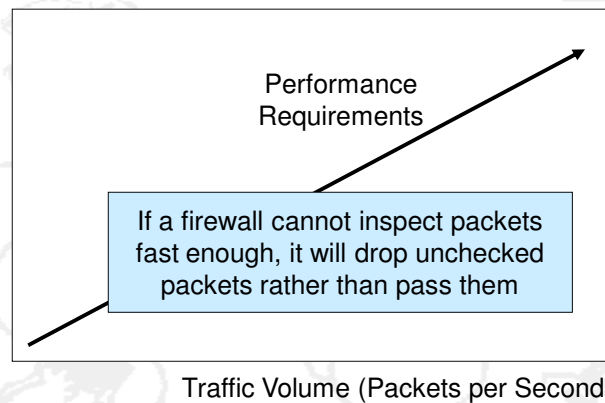 Performance
Requirements
If a firewall cannot inspect packets
fast enough, it will drop unchecked
packets rather than pass them
Traffic Volume (Packets per Second